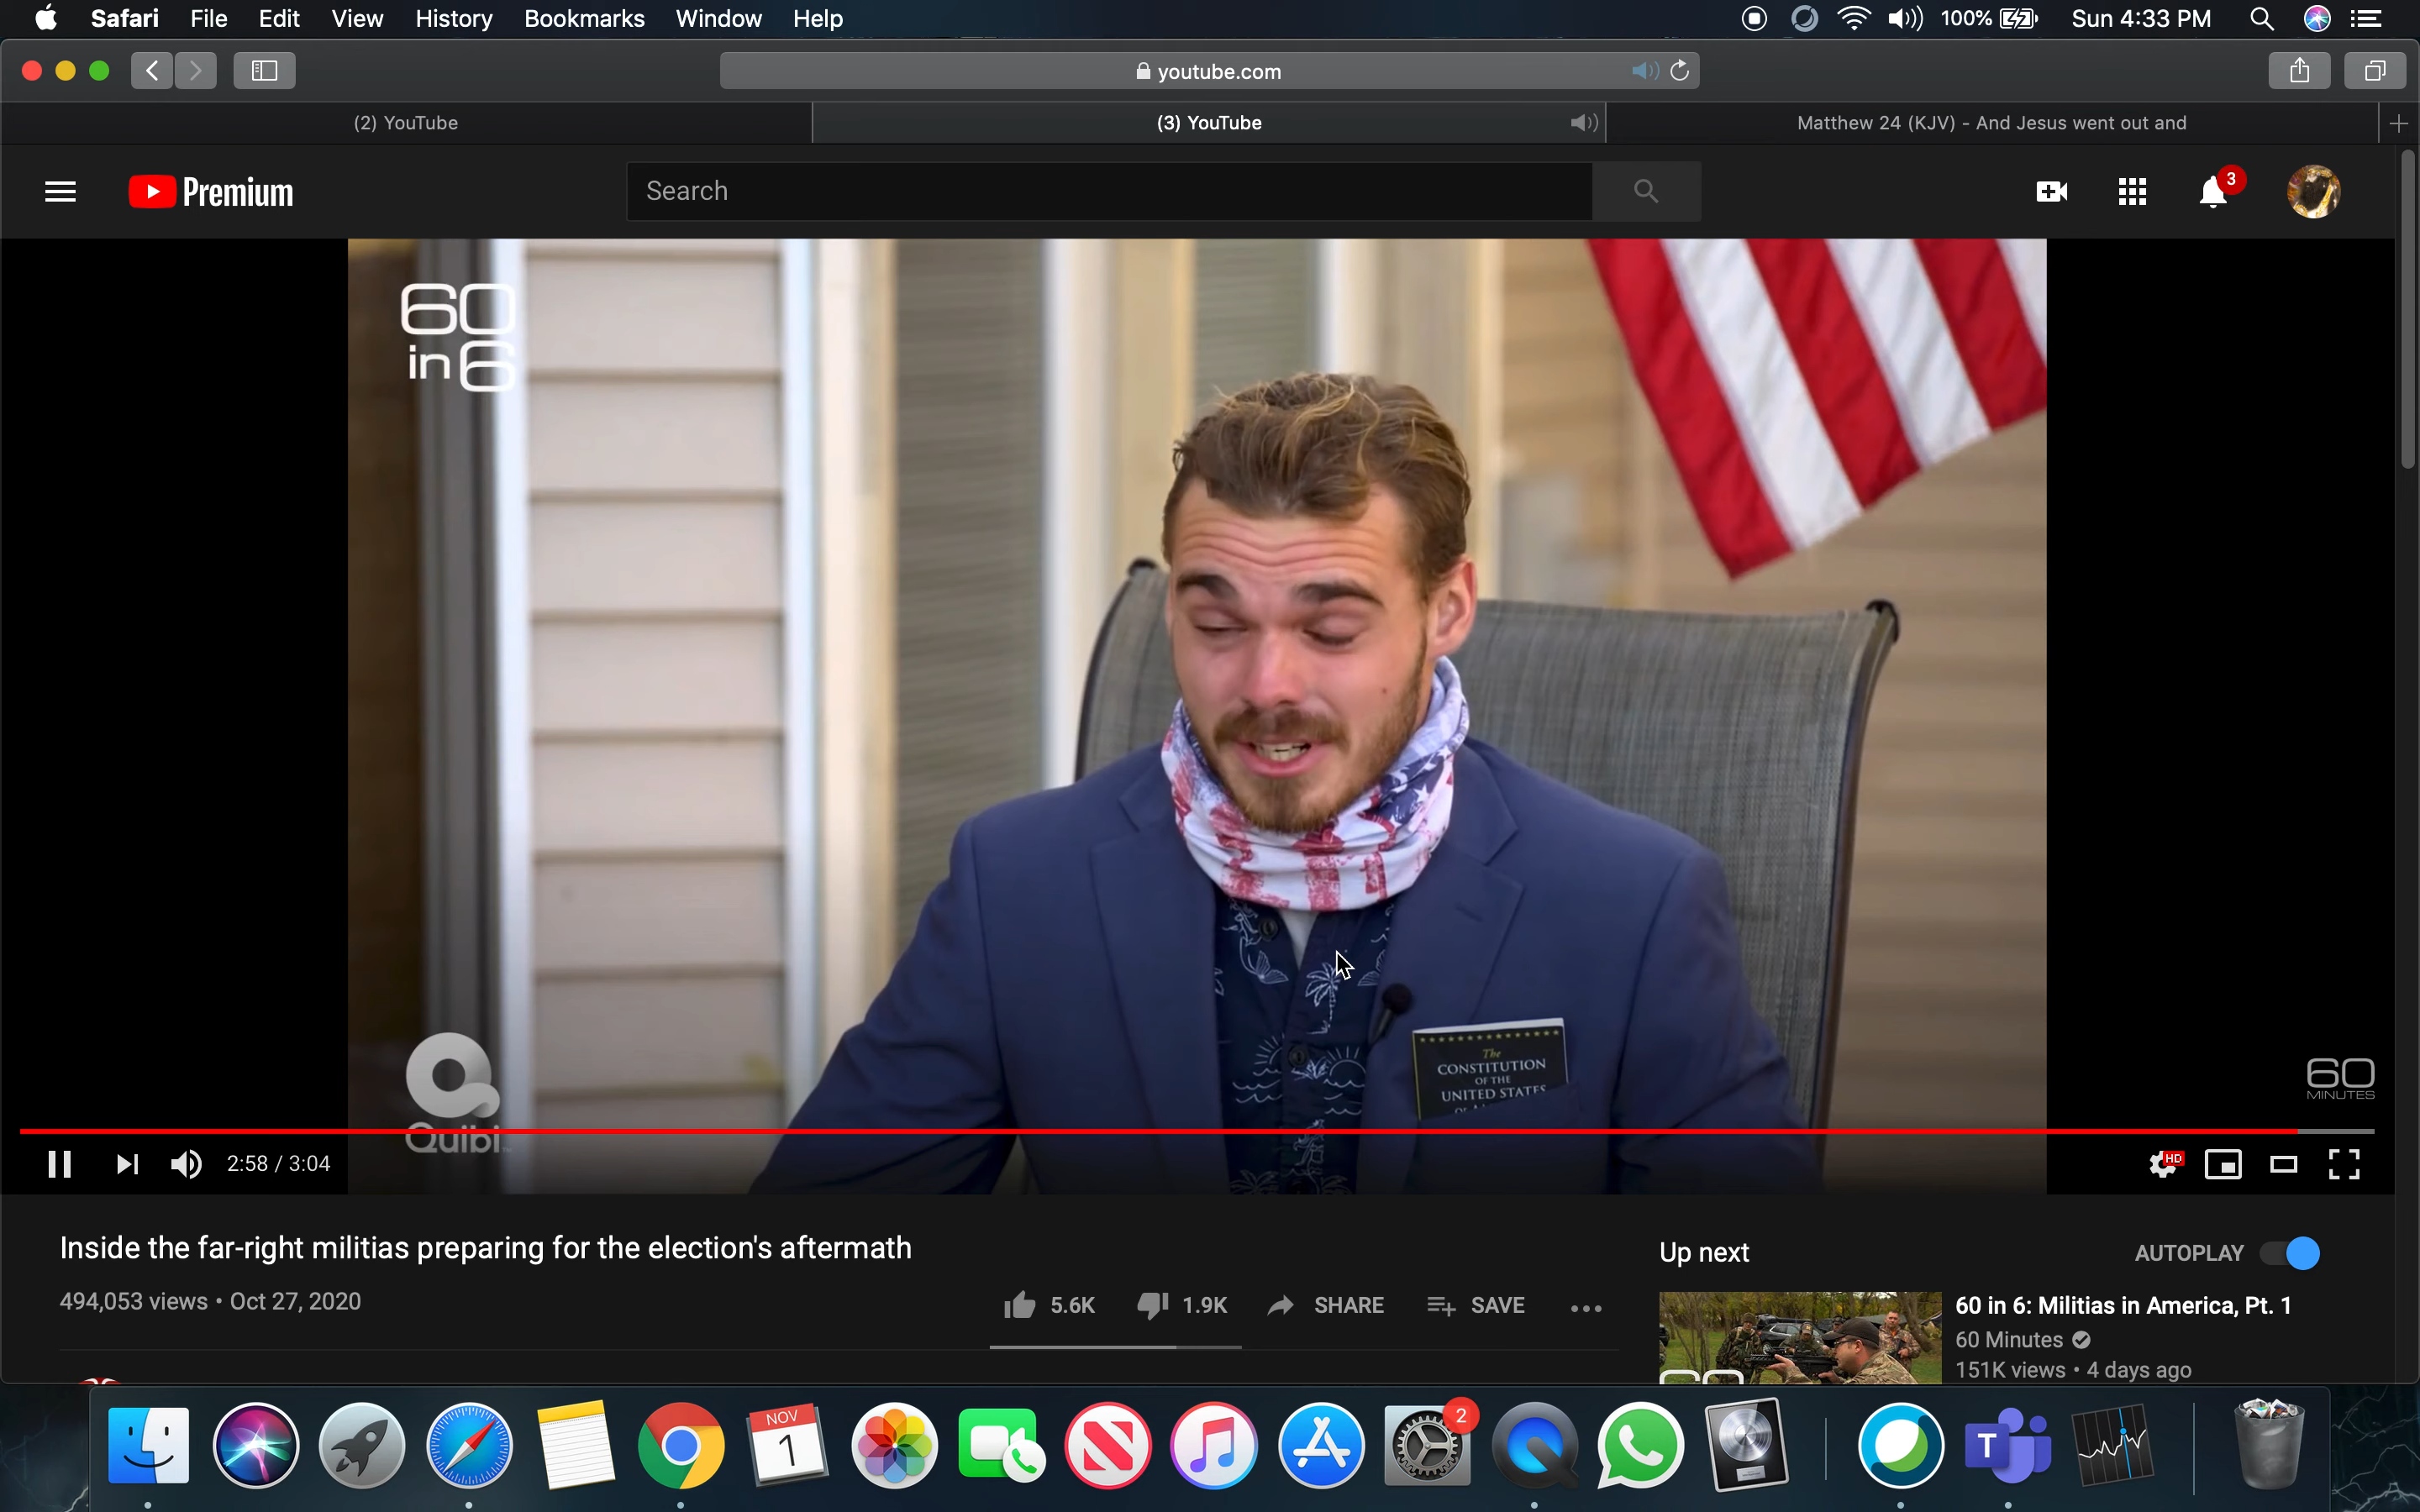 Safari File Edit View History Bookmarks Window Help 100% Sun 4:33 PM
youtube.com
(2) YouTube (3) YouTube Matthew 24 (KJV) - And Jesus went out and
Premium Search 3
60
in 6
The
CONSTITUTION
OF THE
UNITED STATES
60
MINUTES
Quibi
2:58 / 3:04 HD
Inside the far-right militias preparing for the election's aftermath
494,053 views • Oct 27, 2020
5.6K 1.9K SHARE SAVE
Up next AUTOPLAY
60 in 6: Militias in America, Pt. 1
60 Minutes
151K views • 4 days ago
NOV
1
2
T